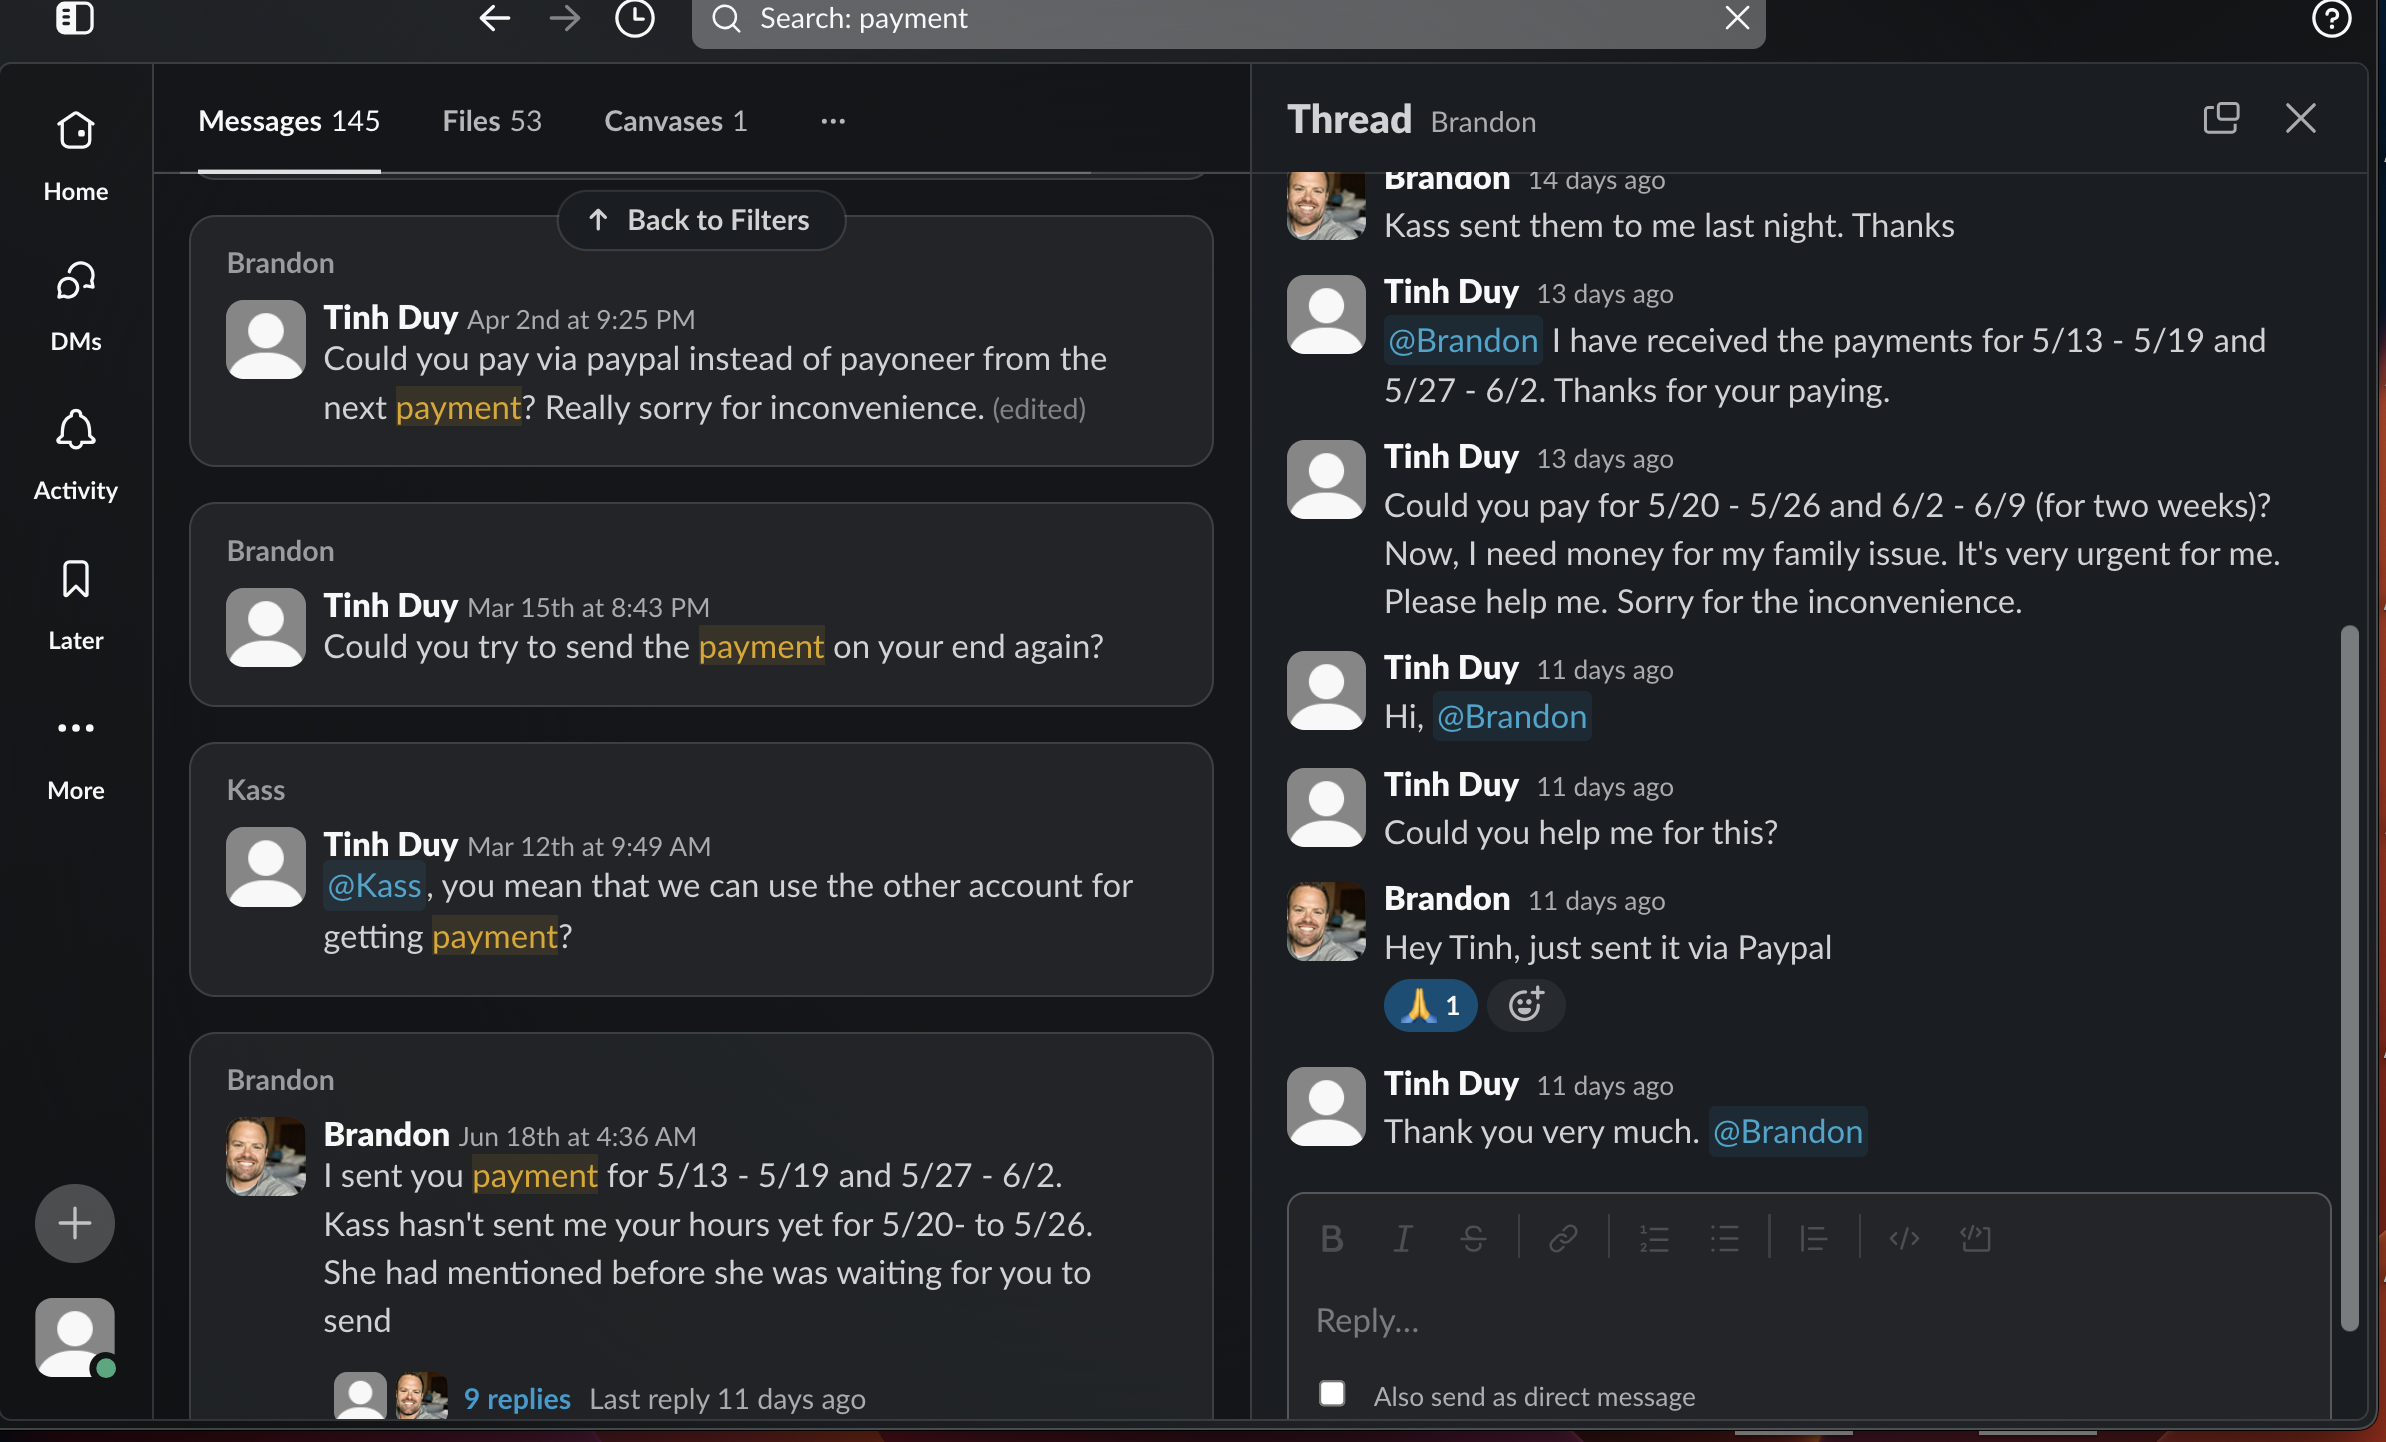 Search: payment
Home
DMs
Activity
Later
More
Messages 145
Files 53
Canvases 1
Back to Filters
Brandon
Tinh Duy Apr 2nd at 9:25 PM
Could you pay via paypal instead of payoneer from the
next payment? Really sorry for inconvenience. (edited)
Brandon
Tinh Duy Mar 15th at 8:43 PM
Could you try to send the payment on your end again?
Kass
Tinh Duy Mar 12th at 9:49 AM
@Kass, you mean that we can use the other account for
getting payment?
Brandon
Brandon Jun 18th at 4:36 AM
I sent you payment for 5/13 - 5/19 and 5/27 - 6/2.
Kass hasn't sent me your hours yet for 5/20- to 5/26.
She had mentioned before she was waiting for you to
send
9 replies Last reply 11 days ago
Thread Brandon
Brandon 14 days ago
Kass sent them to me last night. Thanks
Tinh Duy 13 days ago
@Brandon I have received the payments for 5/13 - 5/19 and
5/27 - 6/2. Thanks for your paying.
Tinh Duy 13 days ago
Could you pay for 5/20 - 5/26 and 6/2 - 6/9 (for two weeks)?
Now, I need money for my family issue. It's very urgent for me.
Please help me. Sorry for the inconvenience.
Tinh Duy 11 days ago
Hi, @Brandon
Tinh Duy 11 days ago
Could you help me for this?
Brandon 11 days ago
Hey Tinh, just sent it via Paypal
🙏 1
Tinh Duy 11 days ago
Thank you very much. @Brandon
Reply...
Also send as direct message